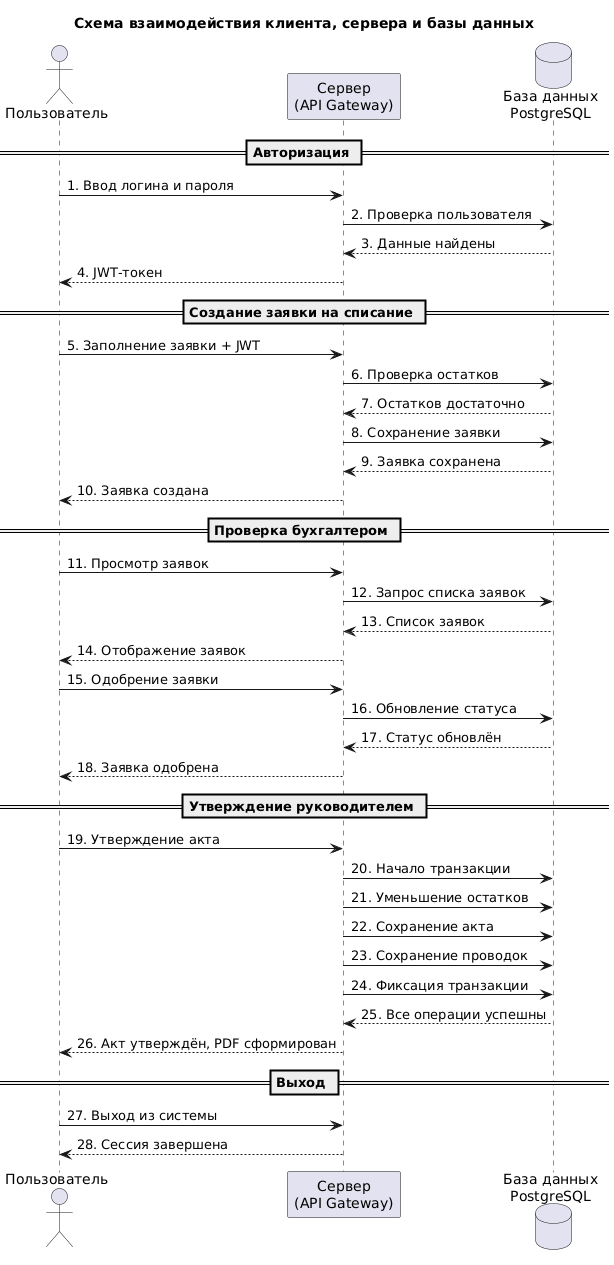 Схема взаимодействия клиента, сервера и базы данных
Пользователь
Сервер
(API Gateway)
База данных
PostgreSQL
Авторизация
1. Ввод логина и пароля
2. Проверка пользователя
3. Данные найдены
4. JWT-токен
Создание заявки на списание
5. Заполнение заявки + JWT
6. Проверка остатков
7. Остатков достаточно
8. Сохранение заявки
9. Заявка сохранена
10. Заявка создана
Проверка бухгалтером
11. Просмотр заявок
12. Запрос списка заявок
13. Список заявок
14. Отображение заявок
15. Одобрение заявки
16. Обновление статуса
17. Статус обновлён
18. Заявка одобрена
Утверждение руководителем
19. Утверждение акта
20. Начало транзакции
21. Уменьшение остатков
22. Сохранение акта
23. Сохранение проводок
24. Фиксация транзакции
25. Все операции успешны
26. Акт утверждён, PDF сформирован
Выход
27. Выход из системы
28. Сессия завершена
Пользователь
Сервер
(API Gateway)
База данных
PostgreSQL